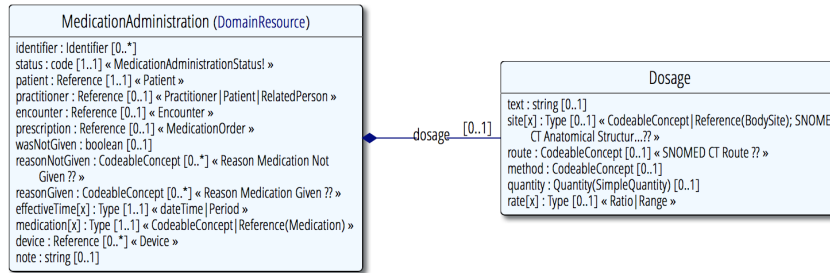 MedicationAdministration (DomainResource)
identifier : Identifier [0..*]
status : code [1..1] « MedicationAdministrationStatus! »
patient : Reference [1..1] « Patient »
practitioner : Reference [0..1] « Practitioner|Patient|RelatedPerson »
encounter : Reference [0..1] « Encounter »
prescription : Reference [0..1] « MedicationOrder »
wasNotGiven : boolean [0..1]
reasonNotGiven : CodeableConcept [0..*] « Reason Medication Not
Given ?? »
reasonGiven : CodeableConcept [0..*] « Reason Medication Given ?? »
effectiveTime[x] : Type [1..1] « dateTime|Period »
medication[x] : Type [1..1] « CodeableConcept|Reference(Medication) »
device : Reference [0..*] « Device »
note : string [0..1]
dosage [0..1]
Dosage
text : string [0..1]
site[x] : Type [0..1] « CodeableConcept|Reference(BodySite); SNOME
CT Anatomical Structur...?? »
route : CodeableConcept [0..1] « SNOMED CT Route ?? »
method : CodeableConcept [0..1]
quantity : Quantity(SimpleQuantity) [0..1]
rate[x] : Type [0..1] « Ratio|Range »